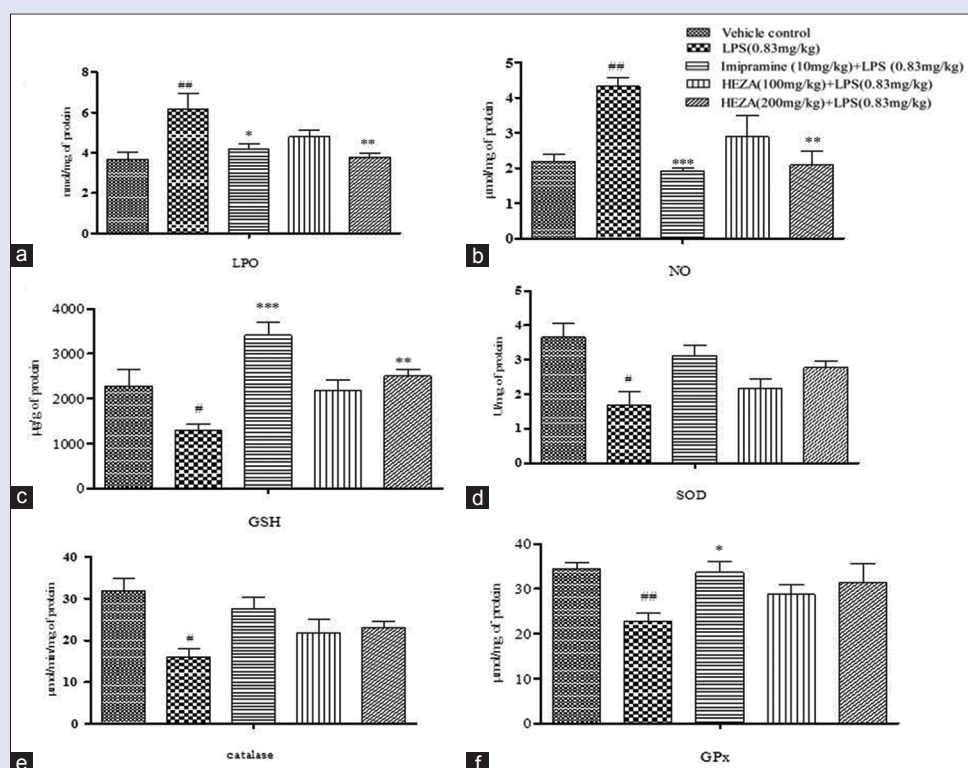 Vehicle control
LPS(0.83mg/kg)
Imipramine (10mg/kg)+LPS (0.83mg/kg)
HEZA(100mg/kg)+LPS(0.83mg/kg)
HEZA(200mg/kg)+LPS(0.83mg/kg)
nmol/mg of protein
10
8
6
4
2
0
##
*
**
a
LPO
µmol/mg of protein
5
4
3
2
1
0
##
***
**
b
NO
µg/g of protein
4000
3000
2000
1000
0
#
***
**
c
GSH
U/mg of protein
5
4
3
2
1
0
#
d
SOD
µmol/min/mg of protein
40
30
20
10
0
#
e
catalase
µmol/mg of protein
40
30
20
10
0
##
*
f
GPx